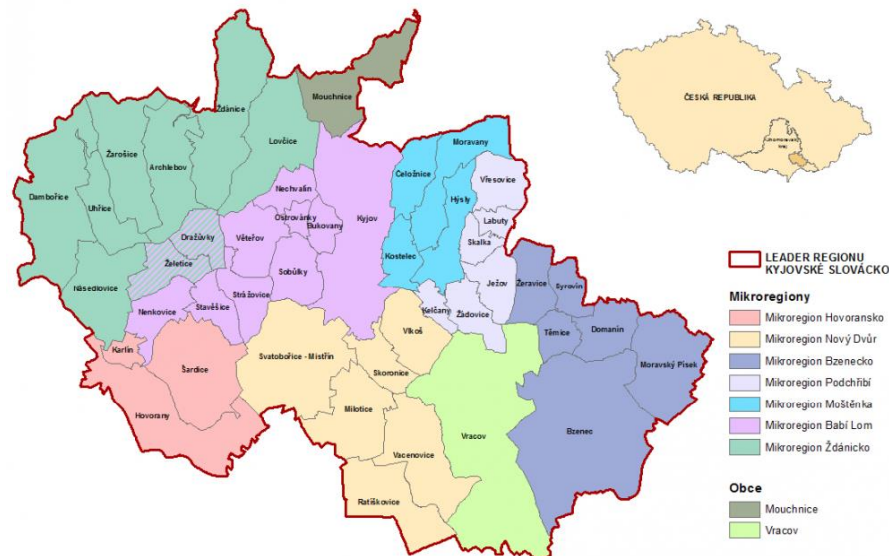 Mouchnice
Ždánice
Lovčice
Moravany
Žarošice
Archlebov
Čeložnice
Vřesovice
Dambořice
Nechvalín
Hýsly
Uhřice
Ostrovánky
Kyjov
Bukovany
Labuty
Dražůvky
Věteřov
Skalka
Kostelec
Želetice
Sobůlky
Ježov
Žeravice
Syrovín
Násedlovice
Strážovice
Kelčany
Nenkovice
Stavěšice
Žádovice
Vlkoš
Těmice
Domanín
Karlín
Svatobořice - Mistřín
Moravský Písek
Šardice
Skoronice
Hovorany
Milotice
Vracov
Bzenec
Vacenovice
Ratíškovice
ČESKÁ REPUBLIKA
LEADER REGIONU
KYJOVSKÉ SLOVÁCKO
Mikroregiony
Mikroregion Hovoransko
Mikroregion Nový Dvůr
Mikroregion Bzenecko
Mikroregion Podchřibí
Mikroregion Moštěnka
Mikroregion Babí Lom
Mikroregion Ždánicko
Obce
Mouchnice
Vracov